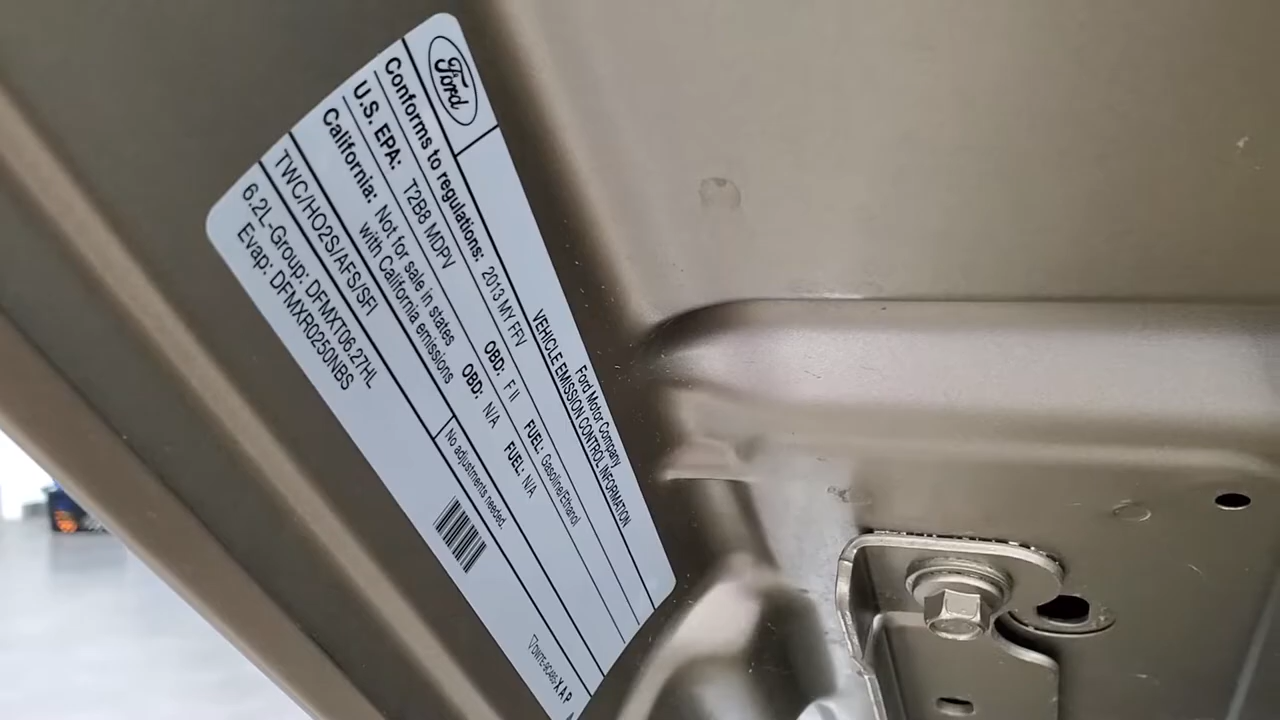 Ford
Ford Motor Company
VEHICLE EMISSION CONTROL INFORMATION
Conforms to regulations: 2013 MY FFV
U.S. EPA: T2B8 MDPV OBD: F II FUEL: Gasoline/Ethanol
California: Not for sale in states OBD: N/A FUEL: N/A
with California emissions
TWC/HO2S/AFS/SFI
No adjustments needed.
6.2L-Group: DFMXT06.27HL
Evap: DFMXR0250NBS